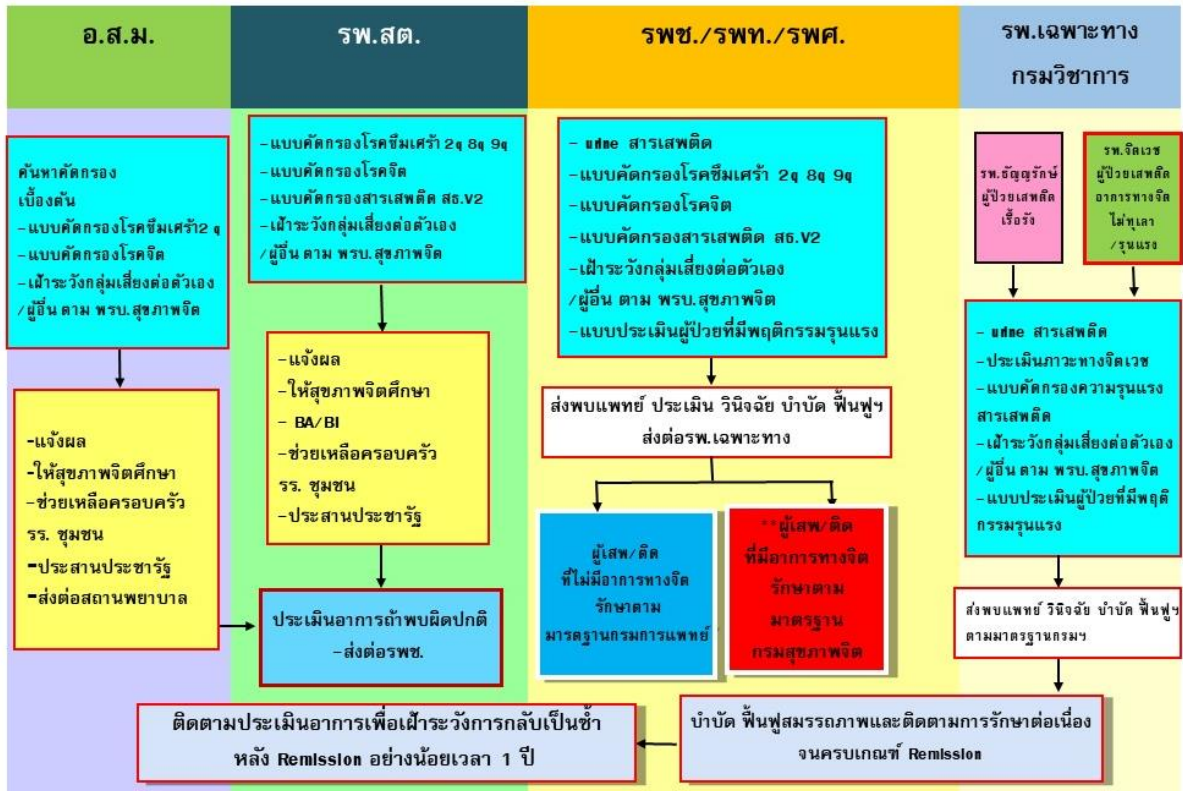 อ.ส.ม.
รพ.สต.
รพช./รพท./รพศ.
รพ.เฉพาะทาง
กรมวิชาการ
ค้นหาคัดกรอง
เบื้องต้น
-แบบคัดกรองโรคซึมเศร้า2 q
-แบบคัดกรองโรคจิต
-เฝ้าระวังกลุ่มเสี่ยงต่อตัวเอง
/ผู้อื่น ตาม พรบ.สุขภาพจิต
-แจ้งผล
-ให้สุขภาพจิตศึกษา
-ช่วยเหลือครอบครัว
รร. ชุมชน
-ประสานประชารัฐ
-ส่งต่อสถานพยาบาล
-แบบคัดกรองโรคซึมเศร้า 2q 8q 9q
-แบบคัดกรองโรคจิต
-แบบคัดกรองสารเสพติด สธ.V2
-เฝ้าระวังกลุ่มเสี่ยงต่อตัวเอง
/ผู้อื่น ตาม พรบ.สุขภาพจิต
-แจ้งผล
-ให้สุขภาพจิตศึกษา
- BA/BI
-ช่วยเหลือครอบครัว
รร. ชุมชน
-ประสานประชารัฐ
ประเมินอาการถ้าพบผิดปกติ
-ส่งต่อรพช.
- urine สารเสพติด
-แบบคัดกรองโรคซึมเศร้า 2q 8q 9q
-แบบคัดกรองโรคจิต
-แบบคัดกรองสารเสพติด สธ.V2
-เฝ้าระวังกลุ่มเสี่ยงต่อตัวเอง
/ผู้อื่น ตาม พรบ.สุขภาพจิต
-แบบประเมินผู้ป่วยที่มีพฤติกรรมรุนแรง
ส่งพบแพทย์ ประเมิน วินิจฉัย บำบัด ฟื้นฟูฯ
ส่งต่อรพ.เฉพาะทาง
ผู้เสพ/ติด
ที่ไม่มีอาการทางจิต
รักษาตาม
มารตฐานกรมการแพทย์
**ผู้เสพ/ติด
ที่มีอาการทางจิต
รักษาตาม
มาตรฐาน
กรมสุขภาพจิต
รพ.ธัญญรักษ์
ผู้ป่วยเสพติด
เรื้อรัง
รพ.จิตเวช
ผู้ป่วยเสพติด
อาการทางจิต
ไม่ทุเลา
/รุนแรง
- urine สารเสพติด
-ประเมินภาวะทางจิตเวช
-แบบคัดกรองความรุนแรง
สารเสพติด
-เฝ้าระวังกลุ่มเสี่ยงต่อตัวเอง
/ผู้อื่น ตาม พรบ.สุขภาพจิต
-แบบประเมินผู้ป่วยที่มีพฤติ
กรรมรุนแรง
ส่งพบแพทย์ วินิจฉัย บำบัด ฟื้นฟูฯ
ตามมาตรฐานกรมฯ
บำบัด ฟื้นฟูสมรรถภาพและติดตามการรักษาต่อเนื่อง
จนครบเกณฑ์ Remission
ติดตามประเมินอาการเพื่อเฝ้าระวังการกลับเป็นซ้ำ
หลัง Remission อย่างน้อยเวลา 1 ปี